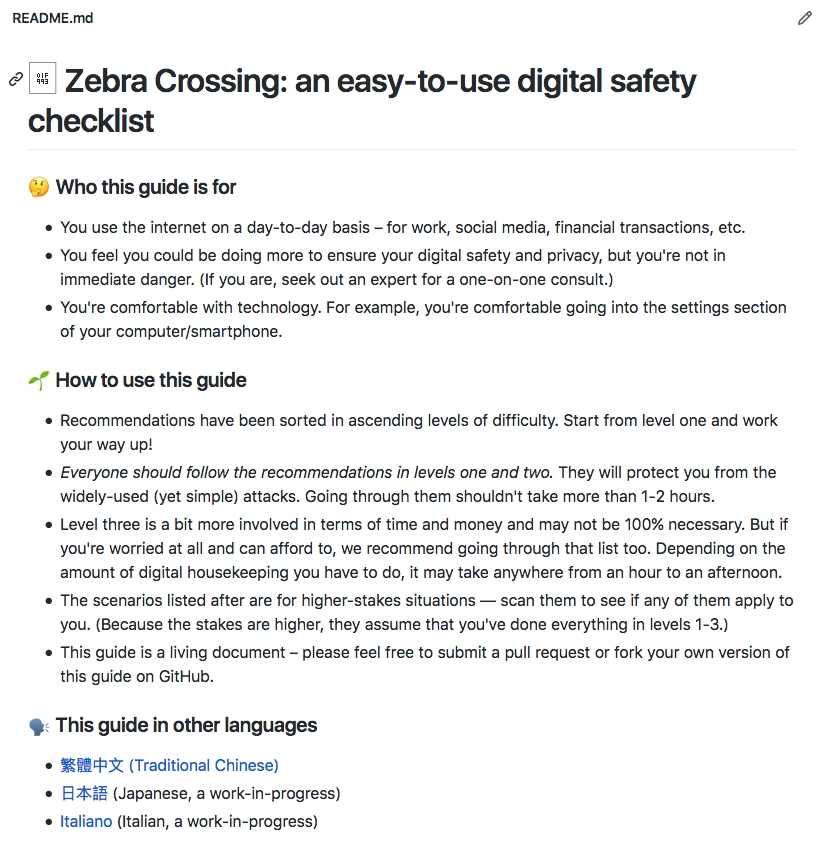 README.md
Zebra Crossing: an easy-to-use digital safety
checklist
🤔 Who this guide is for
• You use the internet on a day-to-day basis – for work, social media, financial transactions, etc.
• You feel you could be doing more to ensure your digital safety and privacy, but you're not in
immediate danger. (If you are, seek out an expert for a one-on-one consult.)
• You're comfortable with technology. For example, you're comfortable going into the settings section
of your computer/smartphone.
🌱 How to use this guide
• Recommendations have been sorted in ascending levels of difficulty. Start from level one and work
your way up!
• Everyone should follow the recommendations in levels one and two. They will protect you from the
widely-used (yet simple) attacks. Going through them shouldn't take more than 1-2 hours.
• Level three is a bit more involved in terms of time and money and may not be 100% necessary. But if
you're worried at all and can afford to, we recommend going through that list too. Depending on the
amount of digital housekeeping you have to do, it may take anywhere from an hour to an afternoon.
• The scenarios listed after are for higher-stakes situations — scan them to see if any of them apply to
you. (Because the stakes are higher, they assume that you've done everything in levels 1-3.)
• This guide is a living document – please feel free to submit a pull request or fork your own version of
this guide on GitHub.
🗣 This guide in other languages
• 繁體中文 (Traditional Chinese)
• 日本語 (Japanese, a work-in-progress)
• Italiano (Italian, a work-in-progress)